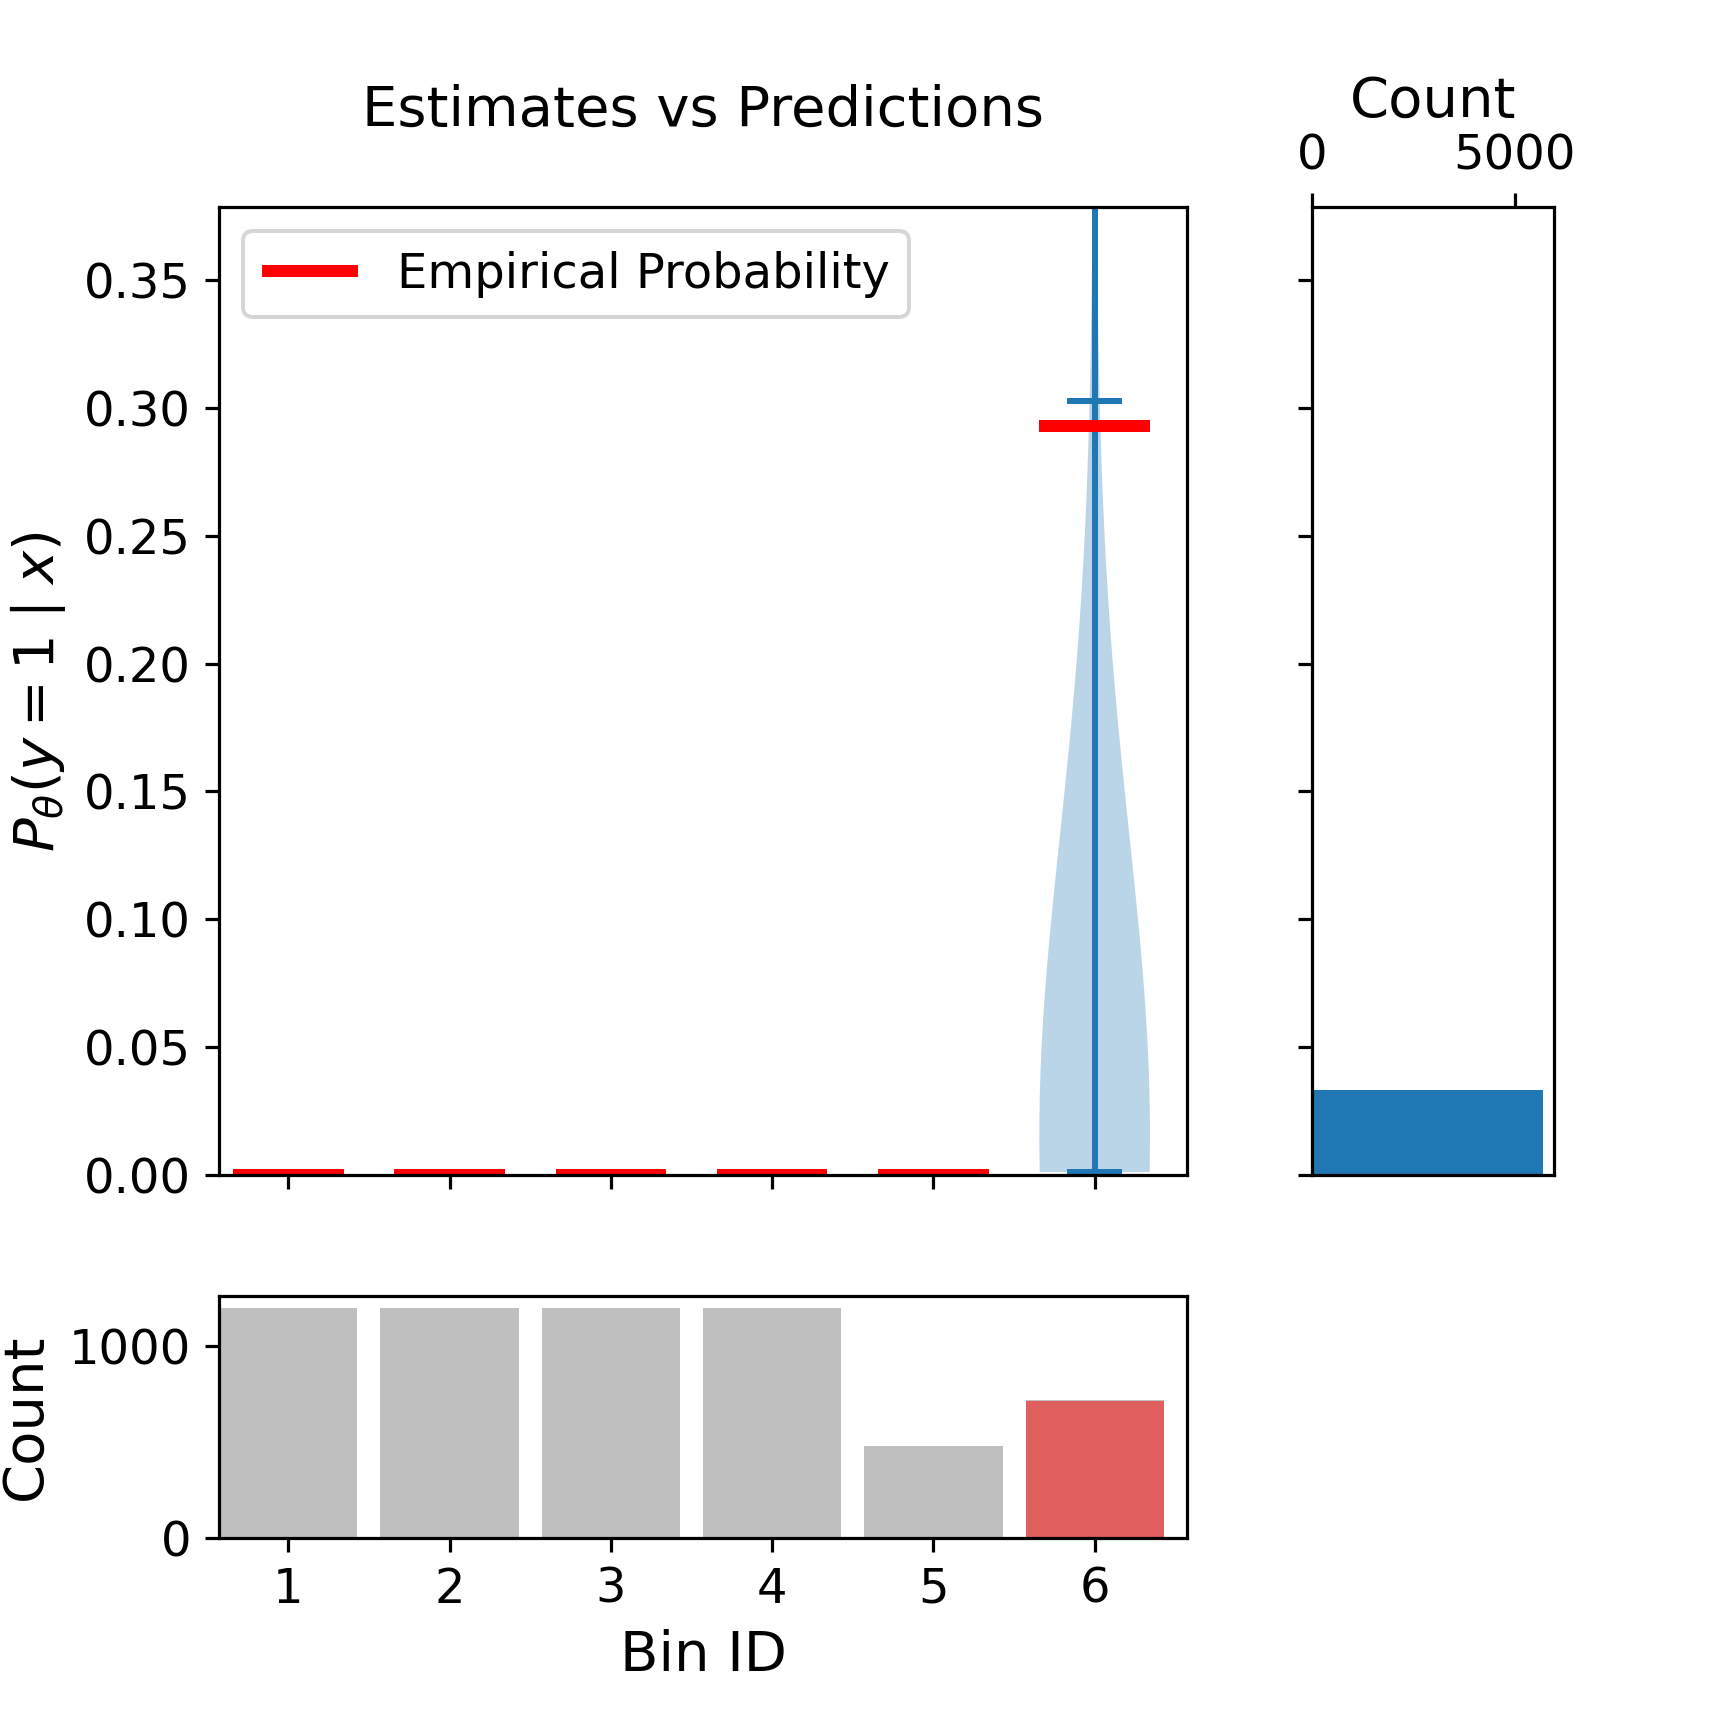 Estimates vs Predictions
Count
0 5000
Empirical Probability
0.35
0.30
0.25
0.20
0.15
0.10
0.05
0.00
P_θ(y = 1 | x)
1000
0
Count
1 2 3 4 5 6
Bin ID